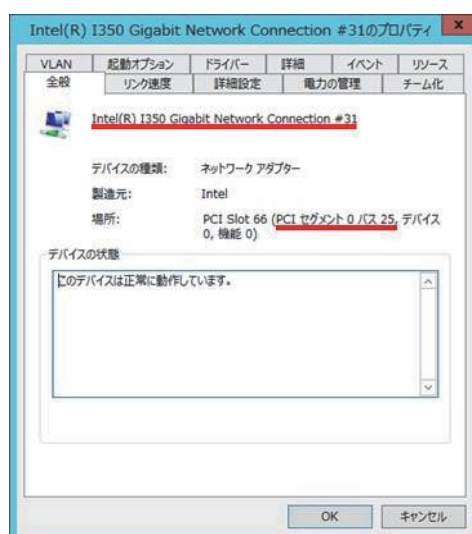 Intel(R) I350 Gigabit Network Connection #31のプロパティ
x
VLAN 起動オプション ドライバー 詳細 イベント リソース
全般 リンク速度 詳細設定 電力の管理 チーム化
Intel(R) I350 Gigabit Network Connection #31
デバイスの種類: ネットワーク アダプター
製造元: Intel
場所: PCI Slot 66 (PCI セグメント 0 バス 25, デバイス
0, 機能 0)
デバイスの状態
このデバイスは正常に動作しています。
OK キャンセル